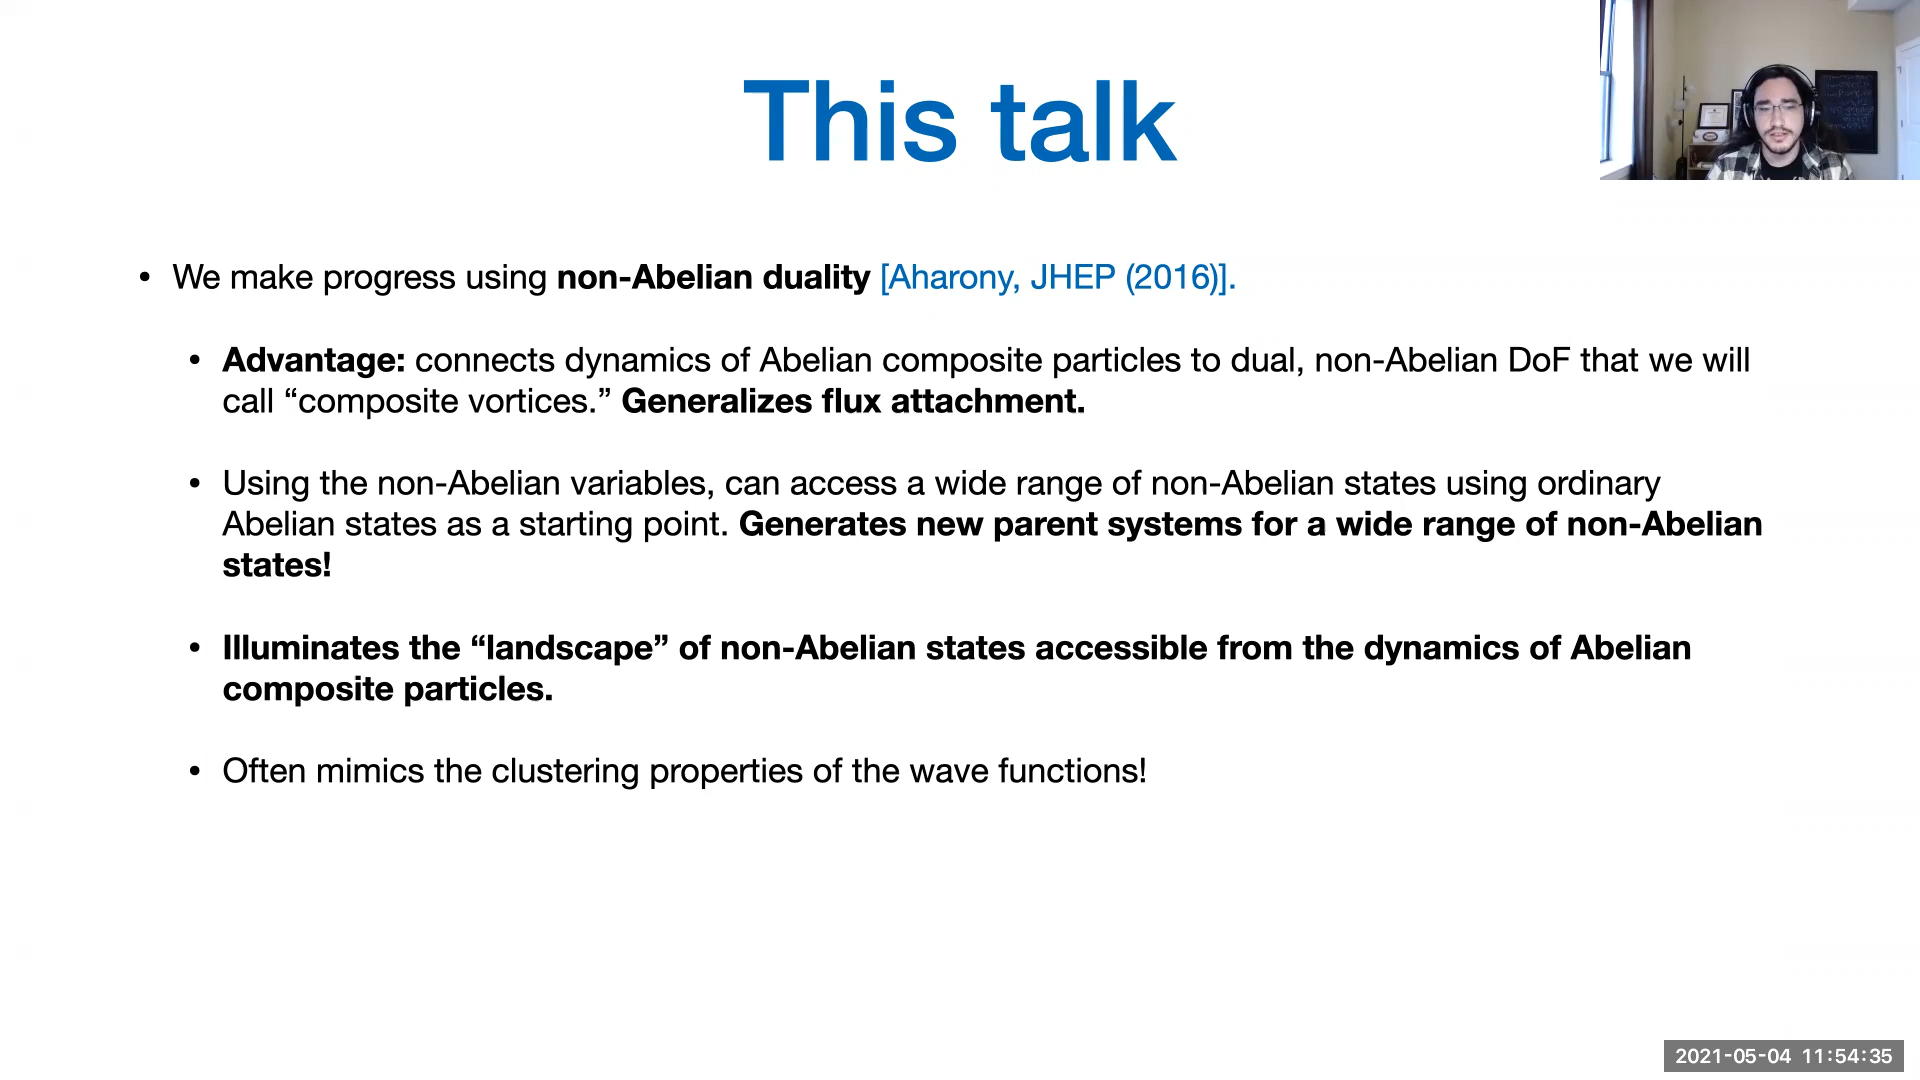 This talk
• We make progress using non-Abelian duality [Aharony, JHEP (2016)].
• Advantage: connects dynamics of Abelian composite particles to dual, non-Abelian DoF that we will
call “composite vortices.” Generalizes flux attachment.
• Using the non-Abelian variables, can access a wide range of non-Abelian states using ordinary
Abelian states as a starting point. Generates new parent systems for a wide range of non-Abelian
states!
• Illuminates the “landscape” of non-Abelian states accessible from the dynamics of Abelian
composite particles.
• Often mimics the clustering properties of the wave functions!
2021-05-04 11:54:35